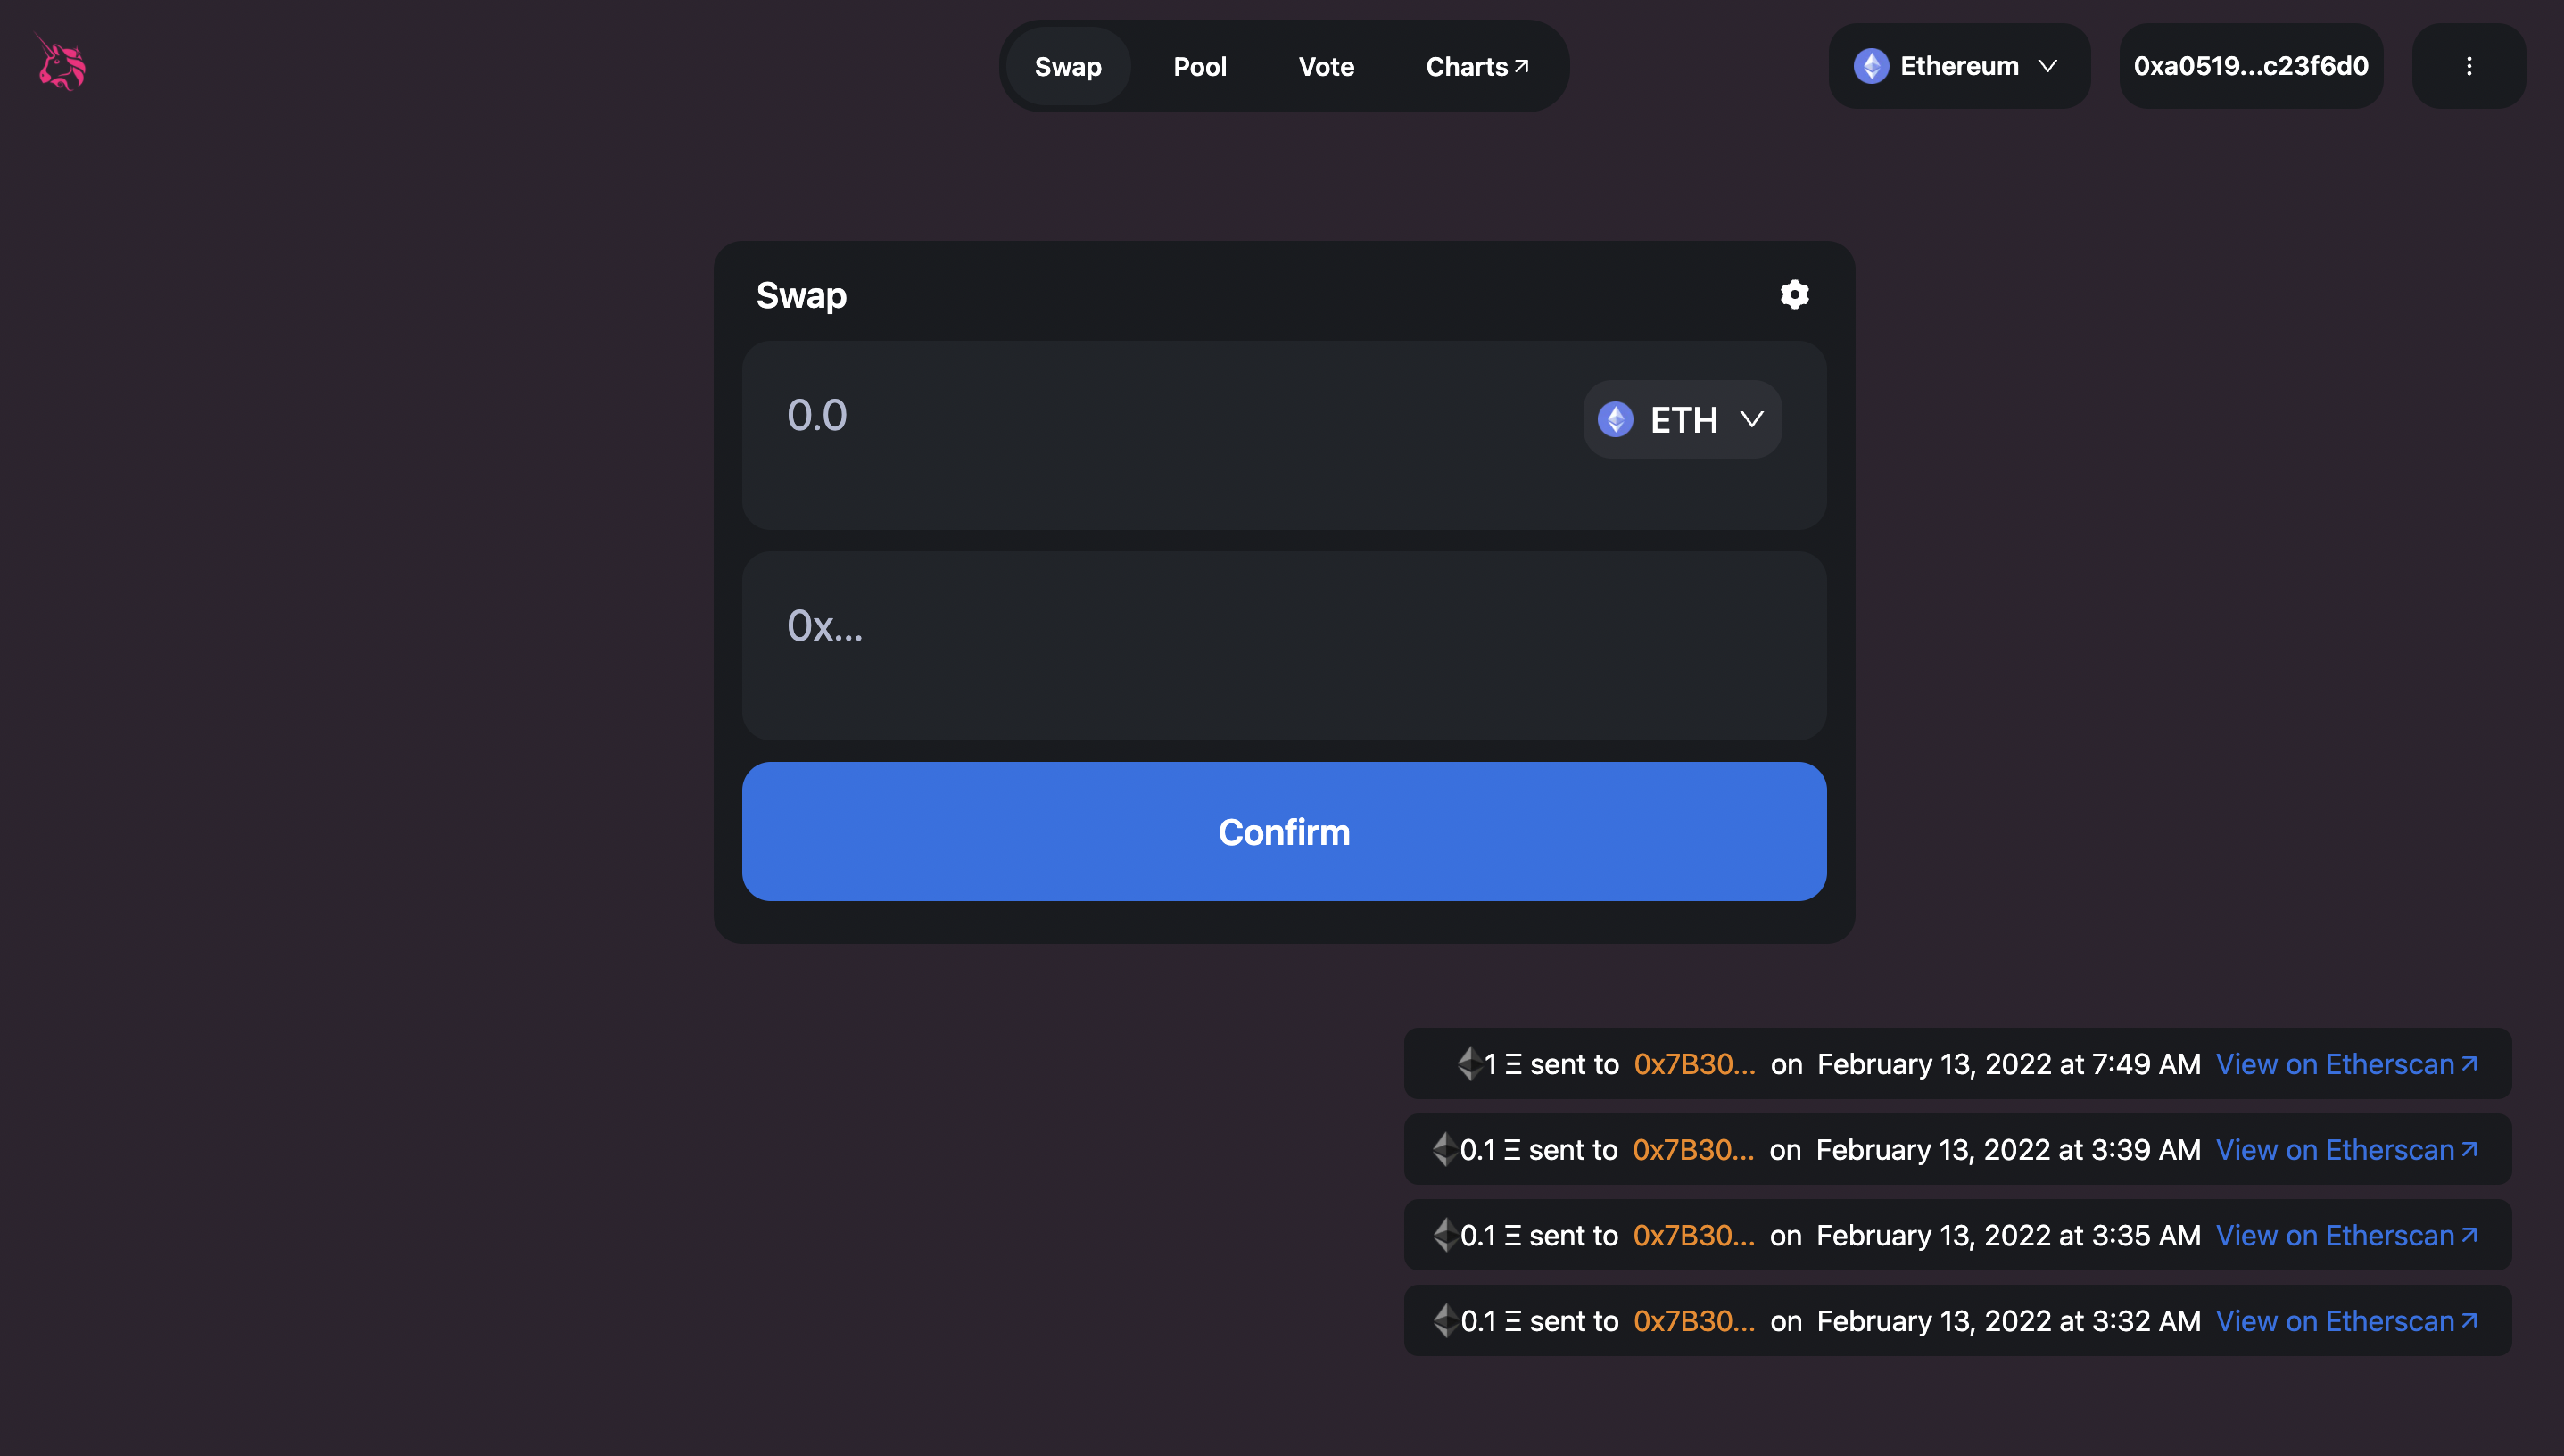 Swap Pool Vote Charts Ethereum 0xa0519...c23f6d0
Swap
0.0 ETH
0x...
Confirm
1 Ξ sent to 0x7B30... on February 13, 2022 at 7:49 AM View on Etherscan
0.1 Ξ sent to 0x7B30... on February 13, 2022 at 3:39 AM View on Etherscan
0.1 Ξ sent to 0x7B30... on February 13, 2022 at 3:35 AM View on Etherscan
0.1 Ξ sent to 0x7B30... on February 13, 2022 at 3:32 AM View on Etherscan